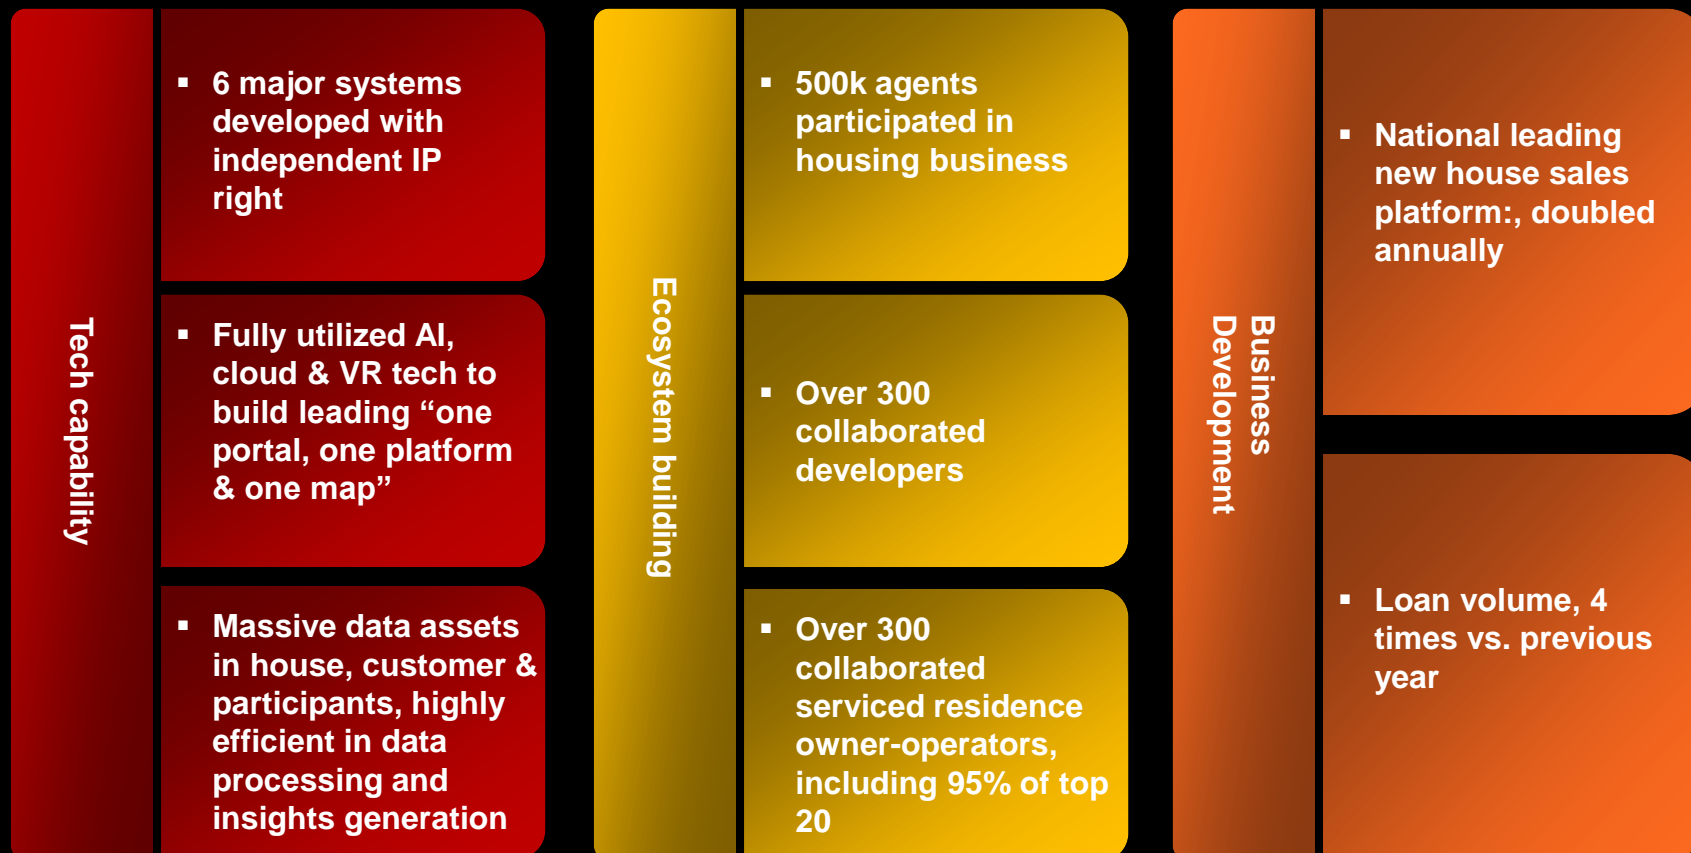 Tech capability
▪ 6 major systems
developed with
independent IP
right
▪ Fully utilized AI,
cloud & VR tech to
build leading “one
portal, one platform
& one map”
▪ Massive data assets
in house, customer &
participants, highly
efficient in data
processing and
insights generation
Ecosystem building
▪ 500k agents
participated in
housing business
▪ Over 300
collaborated
developers
▪ Over 300
collaborated
serviced residence
owner-operators,
including 95% of top
20
Business
Development
▪ National leading
new house sales
platform:, doubled
annually
▪ Loan volume, 4
times vs. previous
year